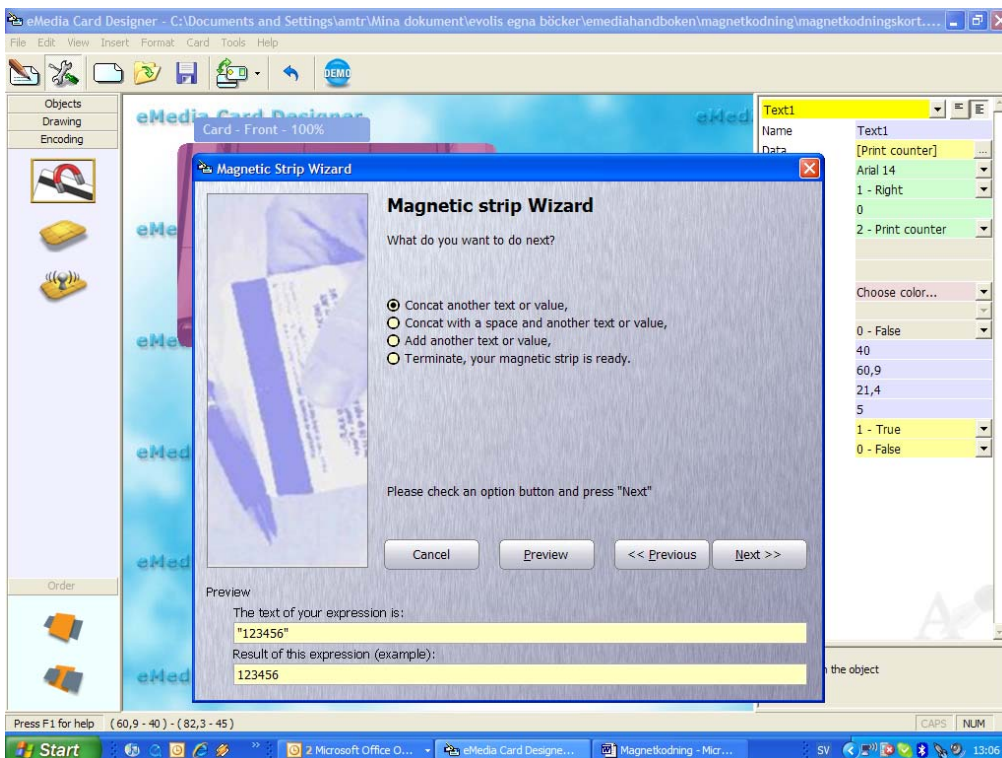 eMedia Card Designer - C:\Documents and Settings\amtr\Mina dokument\evolis egna böcker\emediahandboken\magnetkodning\magnetkodningskort....
File Edit View Insert Format Card Tools Help
DEMO
Objects
Drawing
Encoding
eMedia Card Designer
eMed
Card - Front - 100%
Text1
Name Text1
Data [Print counter] ...
Arial 14
1 - Right
0
2 - Print counter
Choose color...
0 - False
40
60,9
21,4
5
1 - True
0 - False
Magnetic Strip Wizard
Magnetic strip Wizard
What do you want to do next?
Concat another text or value,
Concat with a space and another text or value,
Add another text or value,
Terminate, your magnetic strip is ready.
Please check an option button and press "Next"
Cancel Preview << Previous Next >>
Preview
The text of your expression is:
"123456"
Result of this expression (example):
123456
eMe
eMe
eMed
eMed
eMed
Order
the object
Press F1 for help (60,9 - 40) - (82,3 - 45) CAPS NUM
Start 2 Microsoft Office O... eMedia Card Designe... Magnetkodning - Micr... SV 13:06